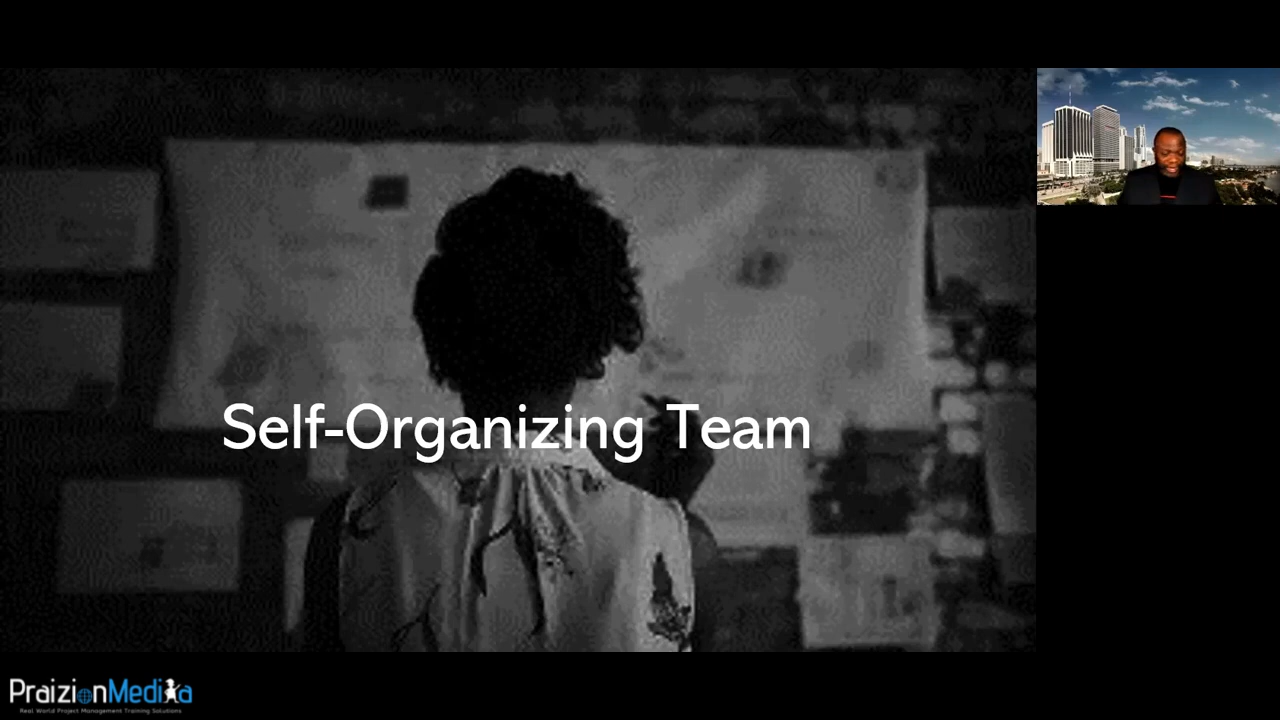 Self-Organizing Team
PraizionMedia
Real World Project Management Training Solutions